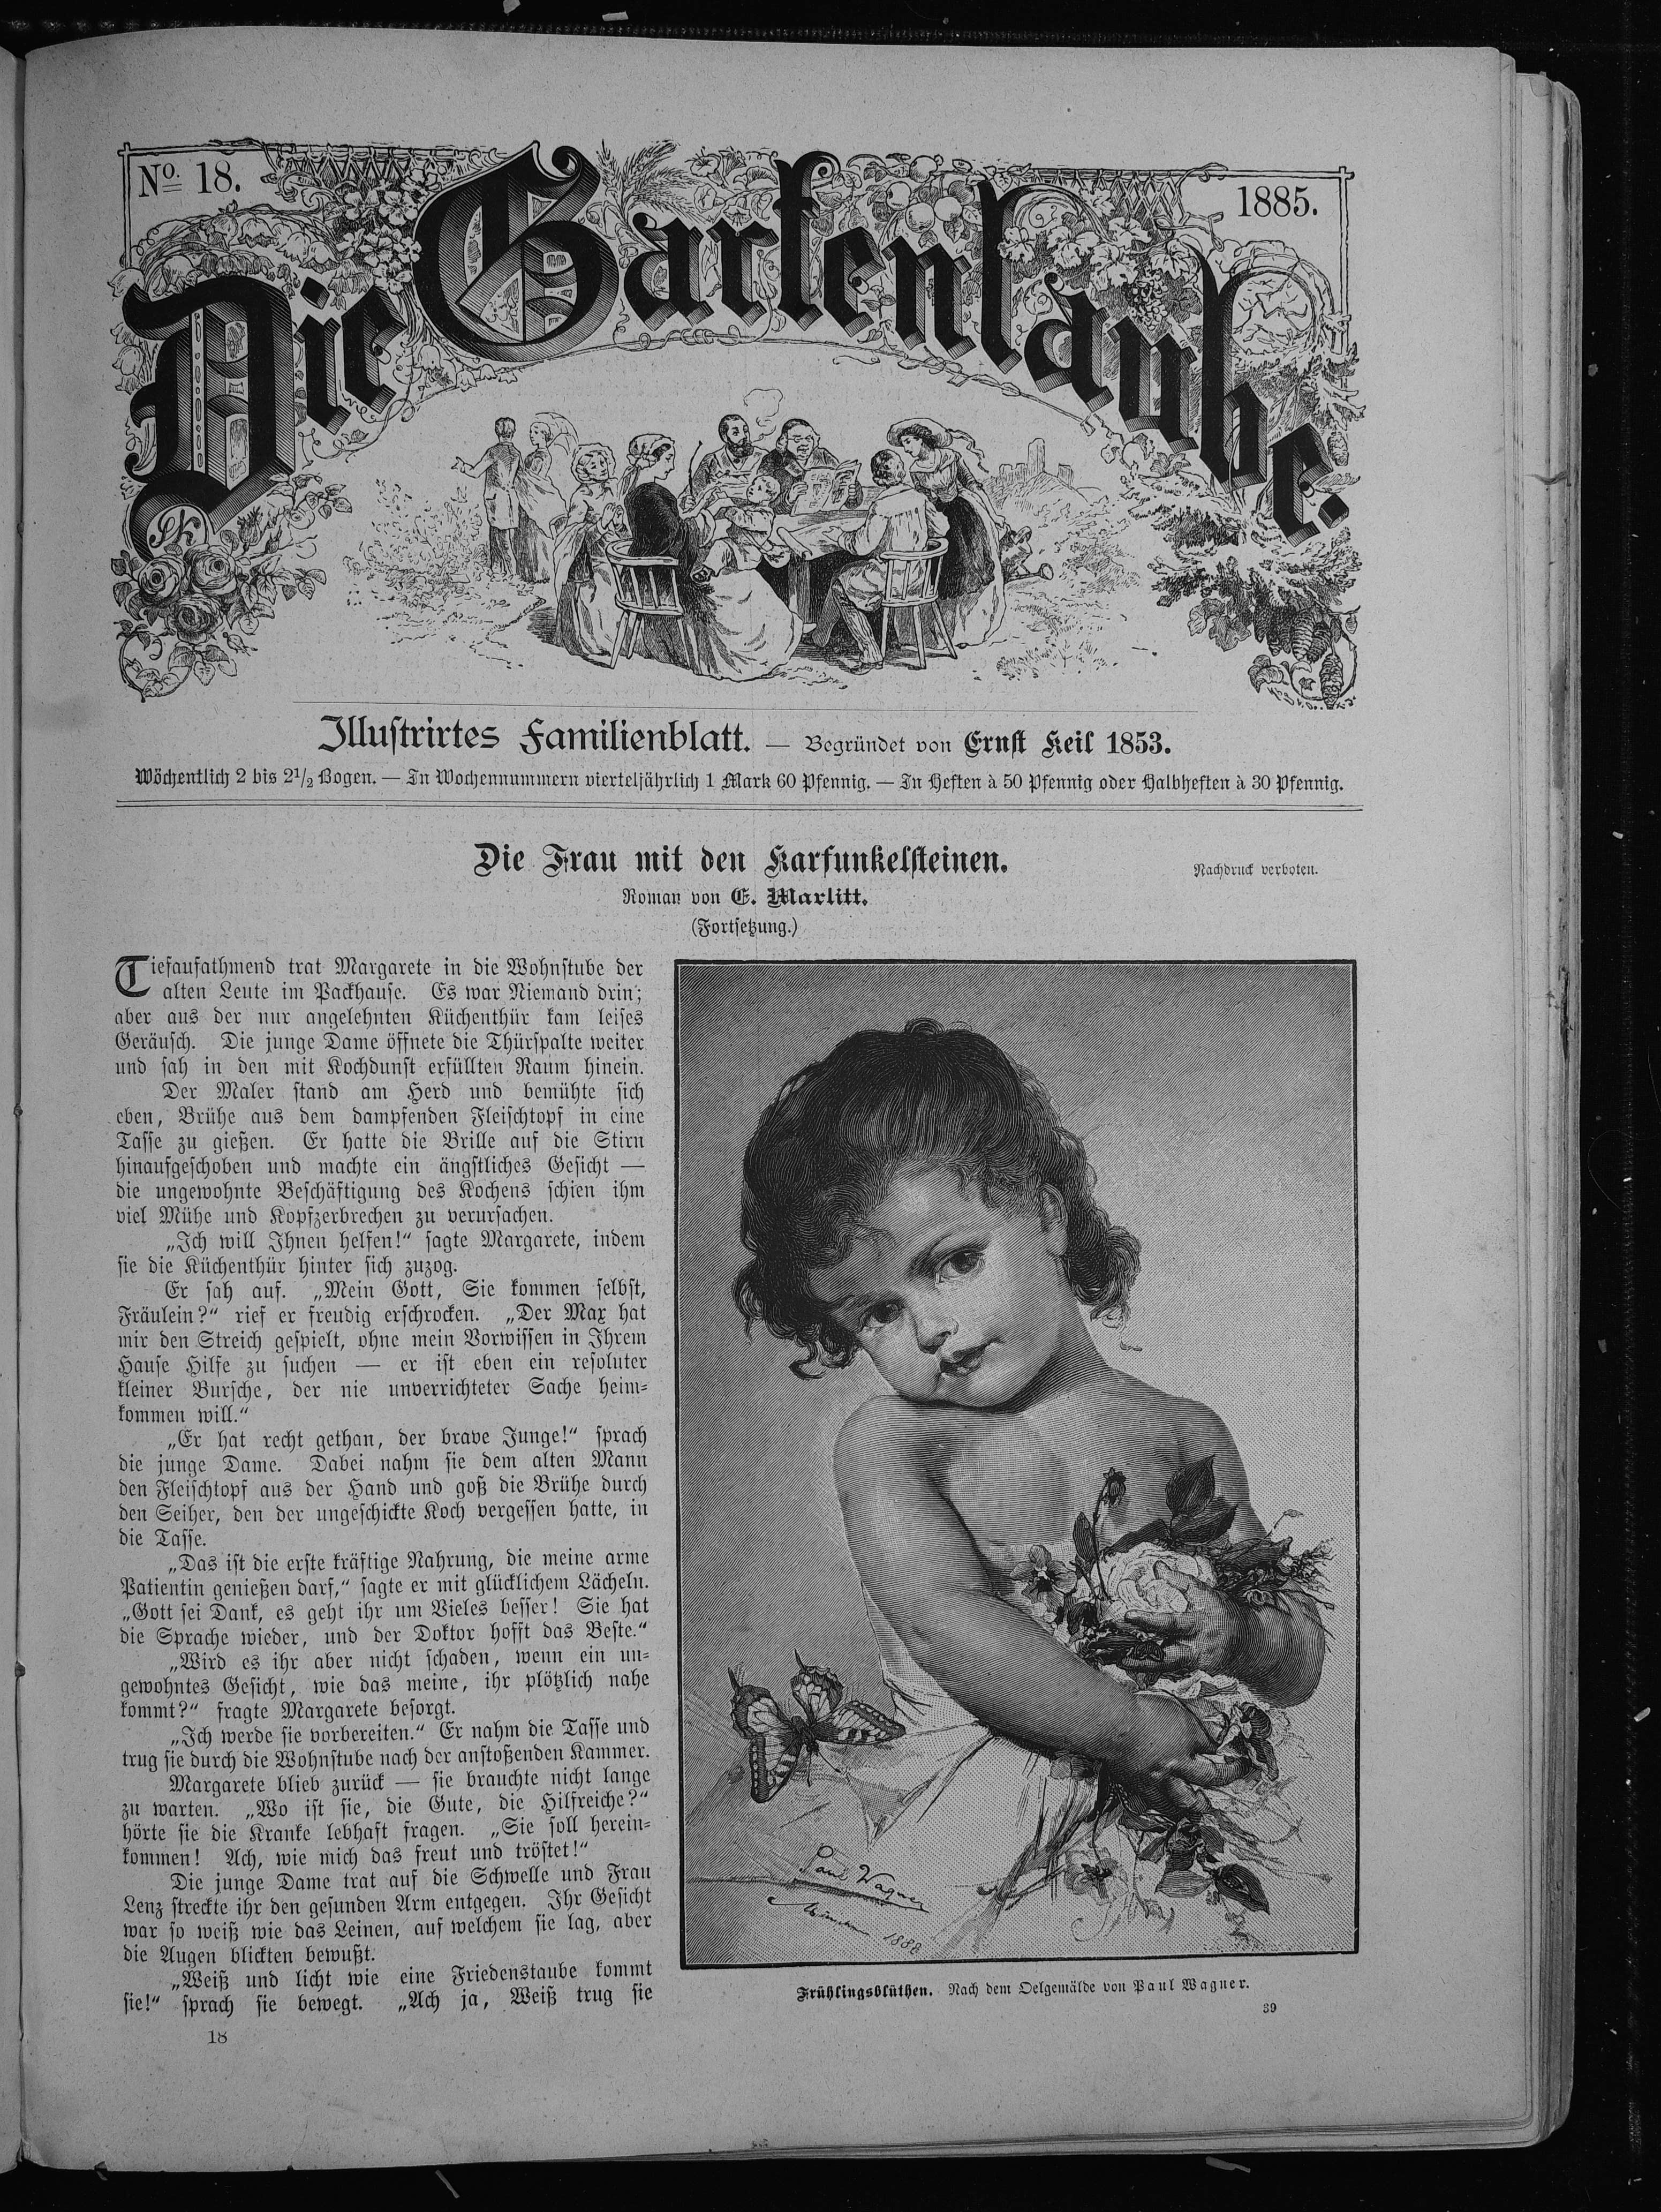 No. 18.
1885.
Die Gartenlaube.
Illustrirtes Familienblatt. — Begründet von Ernst Keil 1853.
Wöchentlich 2 bis 2½ Bogen. — In Wochennummern vierteljährlich 1 Mark 60 Pfennig. — In Heften à 50 Pfennig oder Halbheften à 30 Pfennig.
Die Frau mit den Karfunkelsteinen.
Nachdruck verboten.
Roman von E. Marlitt.
(Fortsetzung.)
Tiefaufathmend trat Margarete in die Wohnstube der
alten Leute im Packhause. Es war Niemand drin;
aber aus der nur angelehnten Küchenthür kam leises
Geräusch. Die junge Dame öffnete die Thürspalte weiter
und sah in den mit Kochdunst erfüllten Raum hinein.
Der Maler stand am Herd und bemühte sich
eben, Brühe aus dem dampfenden Fleischtopf in eine
Tasse zu gießen. Er hatte die Brille auf die Stirn
hinaufgeschoben und machte ein ängstliches Gesicht —
die ungewohnte Beschäftigung des Kochens schien ihm
viel Mühe und Kopfzerbrechen zu verursachen.
„Ich will Ihnen helfen!“ sagte Margarete, indem
sie die Küchenthür hinter sich zuzog.
Er sah auf. „Mein Gott, Sie kommen selbst,
Fräulein?“ rief er freudig erschrocken. „Der Max hat
mir den Streich gespielt, ohne mein Vorwissen in Ihrem
Hause Hilfe zu suchen — er ist eben ein resoluter
kleiner Bursche, der nie unverrichteter Sache heim-
kommen will.“
„Er hat recht gethan, der brave Junge!“ sprach
die junge Dame. Dabei nahm sie dem alten Mann
den Fleischtopf aus der Hand und goß die Brühe durch
den Seiher, den der ungeschickte Koch vergessen hatte, in
die Tasse.
„Das ist die erste kräftige Nahrung, die meine arme
Patientin genießen darf,“ sagte er mit glücklichem Lächeln.
„Gott sei Dank, es geht ihr um Vieles besser! Sie hat
die Sprache wieder, und der Doktor hofft das Beste.“
„Wird es ihr aber nicht schaden, wenn ein un-
gewohntes Gesicht, wie das meine, ihr plötzlich nahe
kommt?“ fragte Margarete besorgt.
„Ich werde sie vorbereiten.“ Er nahm die Tasse und
trug sie durch die Wohnstube nach der anstoßenden Kammer.
Margarete blieb zurück — sie brauchte nicht lange
zu warten. „Wo ist sie, die Gute, die Hilfreiche?“
hörte sie die Kranke lebhaft fragen. „Sie soll herein-
kommen! Ach, wie mich das freut und tröstet!“
Die junge Dame trat auf die Schwelle und Frau
Lenz streckte ihr den gesunden Arm entgegen. Ihr Gesicht
war so weiß wie das Leinen, auf welchem sie lag, aber
die Augen blickten bewußt.
„Weiß und licht wie eine Friedenstaube kommt
sie!“ sprach sie bewegt. „Ach ja, Weiß trug sie
18
Paul Wagner
Frühlingsblüthen. Nach dem Oelgemälde von Paul Wagner.
39